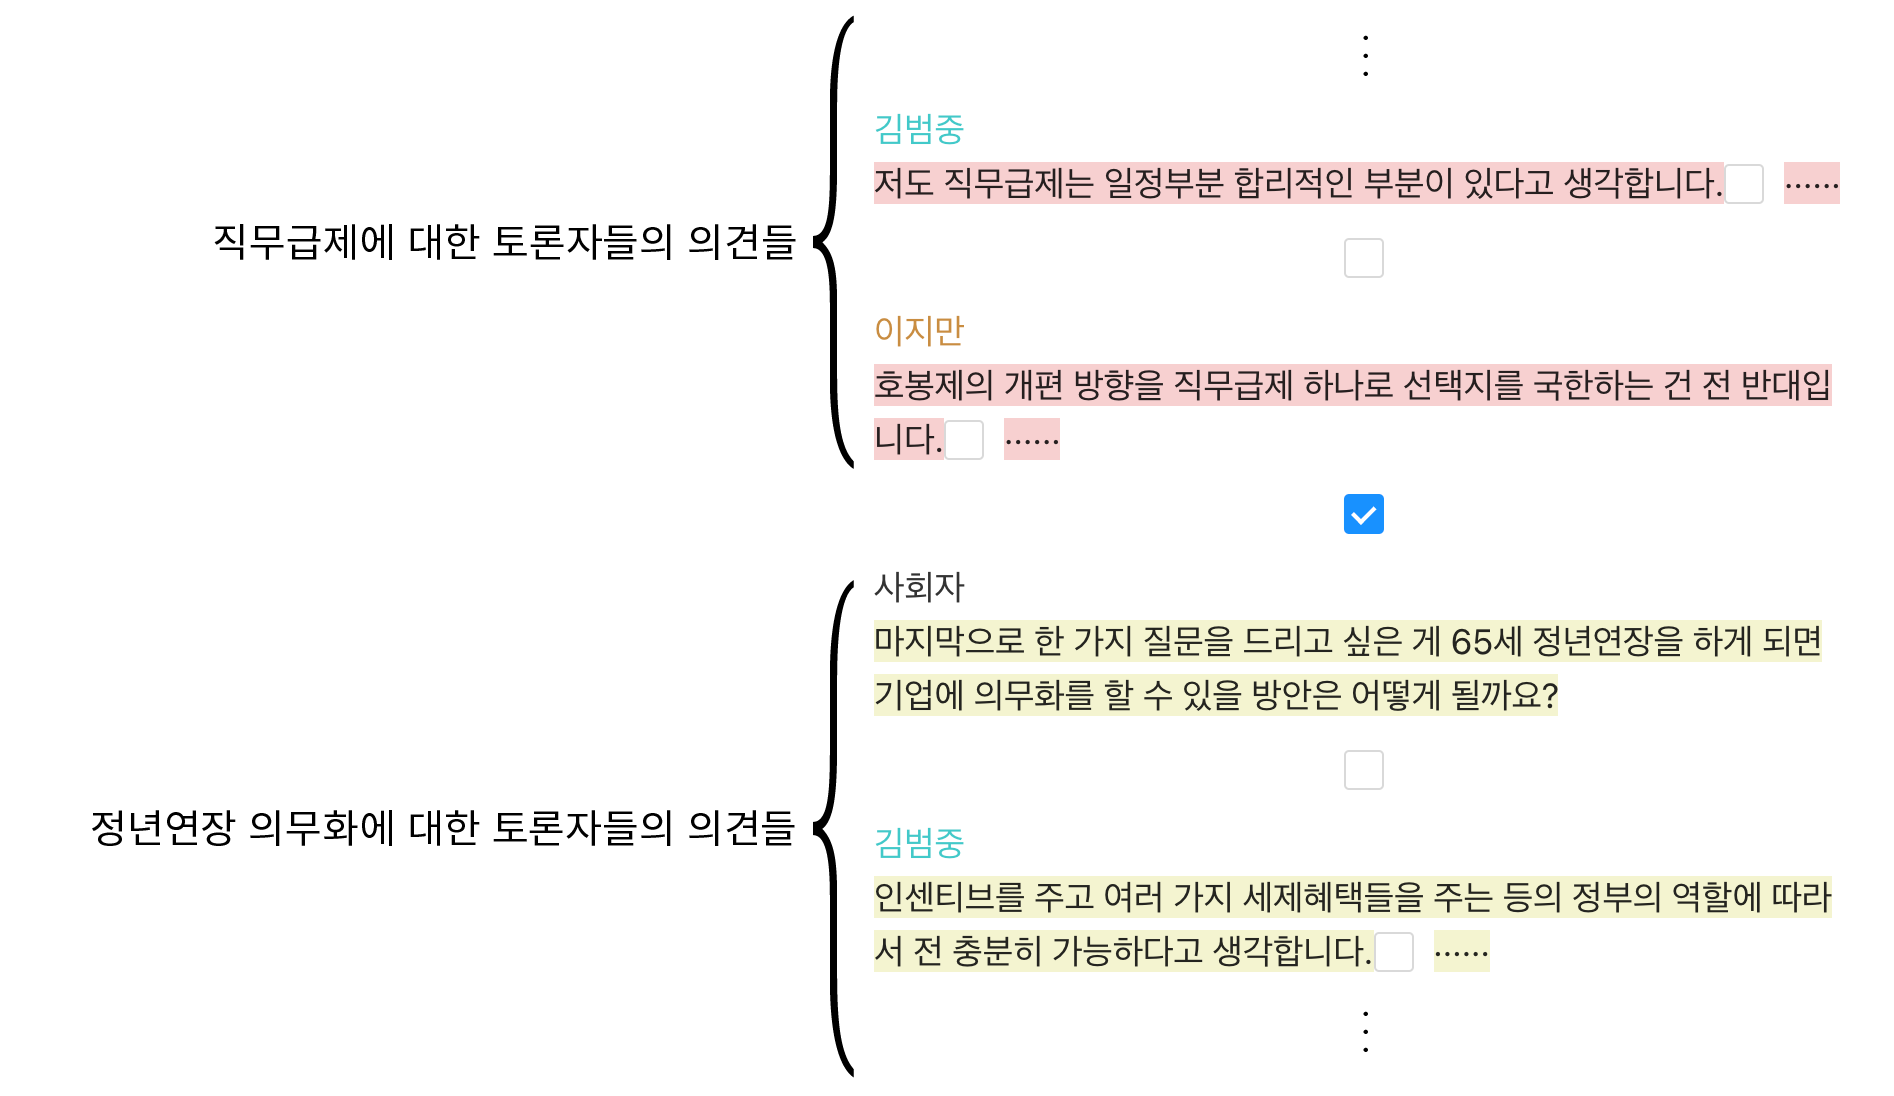 ⋮
김범중
저도 직무급제는 일정부분 합리적인 부분이 있다고 생각합니다. ⋯⋯
직무급제에 대한 토론자들의 의견들
이지만
호봉제의 개편 방향을 직무급제 하나로 선택지를 국한하는 건 전 반대입
니다. ⋯⋯
사회자
마지막으로 한 가지 질문을 드리고 싶은 게 65세 정년연장을 하게 되면
기업에 의무화를 할 수 있을 방안은 어떻게 될까요?
정년연장 의무화에 대한 토론자들의 의견들
김범중
인센티브를 주고 여러 가지 세제혜택들을 주는 등의 정부의 역할에 따라
서 전 충분히 가능하다고 생각합니다. ⋯⋯
⋮